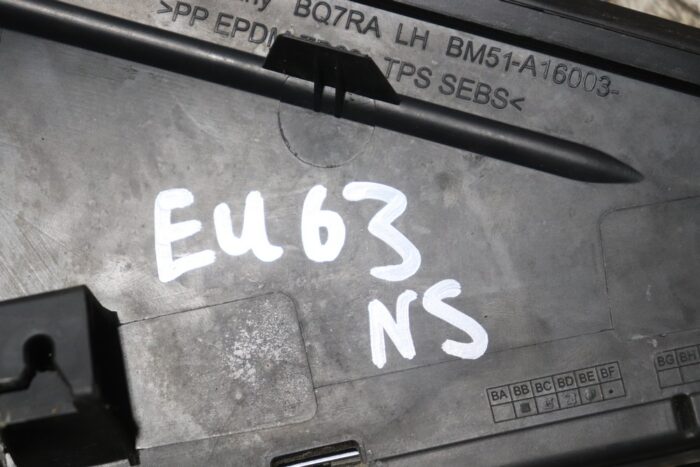 BQ7RA LH BM51-A16003-
>PP EPDM TPS SEBS<
EU63
NS
BA BB BC BD BE BF
BG BH